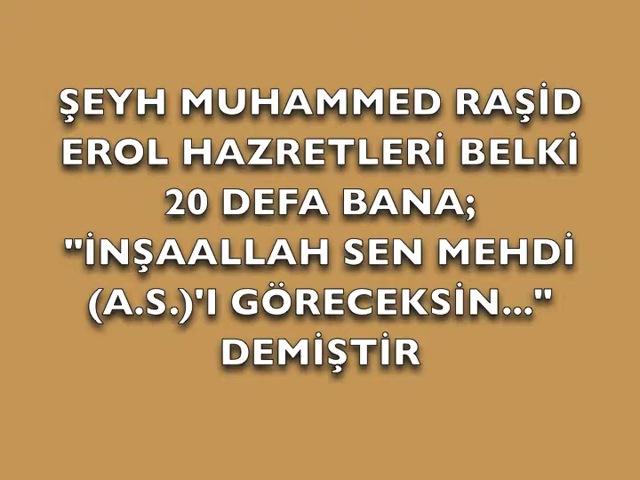 ŞEYH MUHAMMED RAŞİD
EROL HAZRETLERİ BELKİ
20 DEFA BANA;
"İNŞAALLAH SEN MEHDİ
(A.S.)'I GÖRECEKSİN..."
DEMİŞTİR